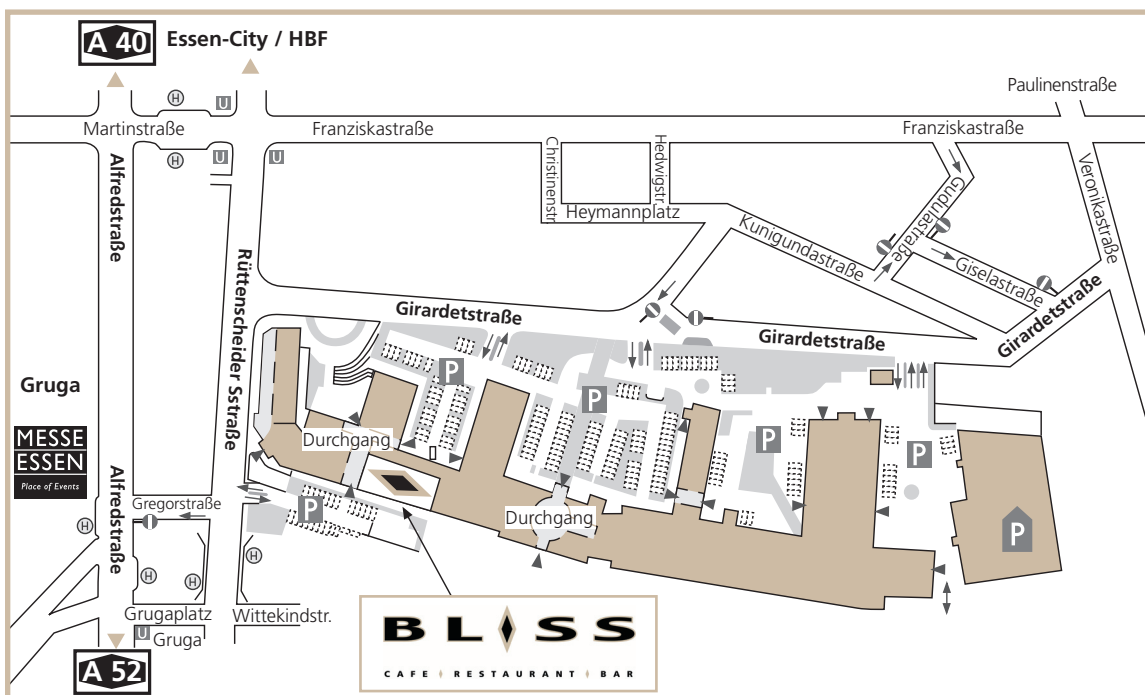 A 40
Essen-City / HBF
Paulinenstraße
H
U
Martinstraße
Franziskastraße
Franziskastraße
H
U
U
Alfredstraße
Rüttenscheider Sstraße
Christinenstr.
Hedwigstr.
Heymannplatz
Kunigundastraße
Gudulastraße
Giselastraße
Veronikastraße
Girardetstraße
Girardetstraße
Girardetstraße
Gruga
MESSE
ESSEN
Place of Events
P
P
P
P
P
P
Durchgang
Durchgang
Alfredstraße
Gregorstraße
H
H
H
H
Grugaplatz
Wittekindstr.
U
Gruga
A 52
BLISS
CAFE RESTAURANT BAR